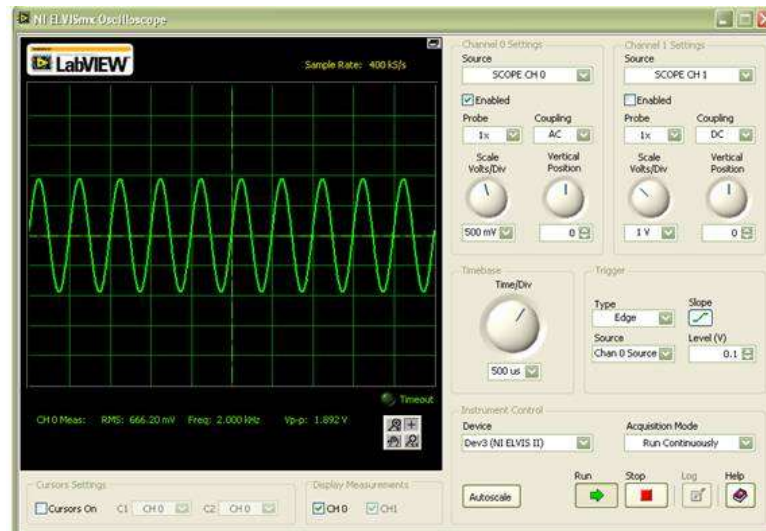 NI ELVISmx Oscilloscope
LabVIEW
Sample Rate: 400 kS/s
CH 0 Meas: RMS: 666.20 mV Freq: 2.000 kHz Vp-p: 1.892 V
Timeout
Cursors Settings
Cursors On C1 CH 0 C2 CH 0
Display Measurements
CH 0 CH1
Channel 0 Settings
Source
SCOPE CH 0
Enabled
Probe Coupling
1x AC
Scale Volts/Div
Vertical Position
500 mV 0
Channel 1 Settings
Source
SCOPE CH 1
Enabled
Probe Coupling
1x DC
Scale Volts/Div
Vertical Position
1 V 0
Timebase
Time/Div
500 us
Trigger
Type Slope
Edge
Source Level (V)
Chan 0 Source 0.1
Instrument Control
Device Acquisition Mode
Dev3 (NI ELVIS II) Run Continuously
Run Stop Log Help
Autoscale